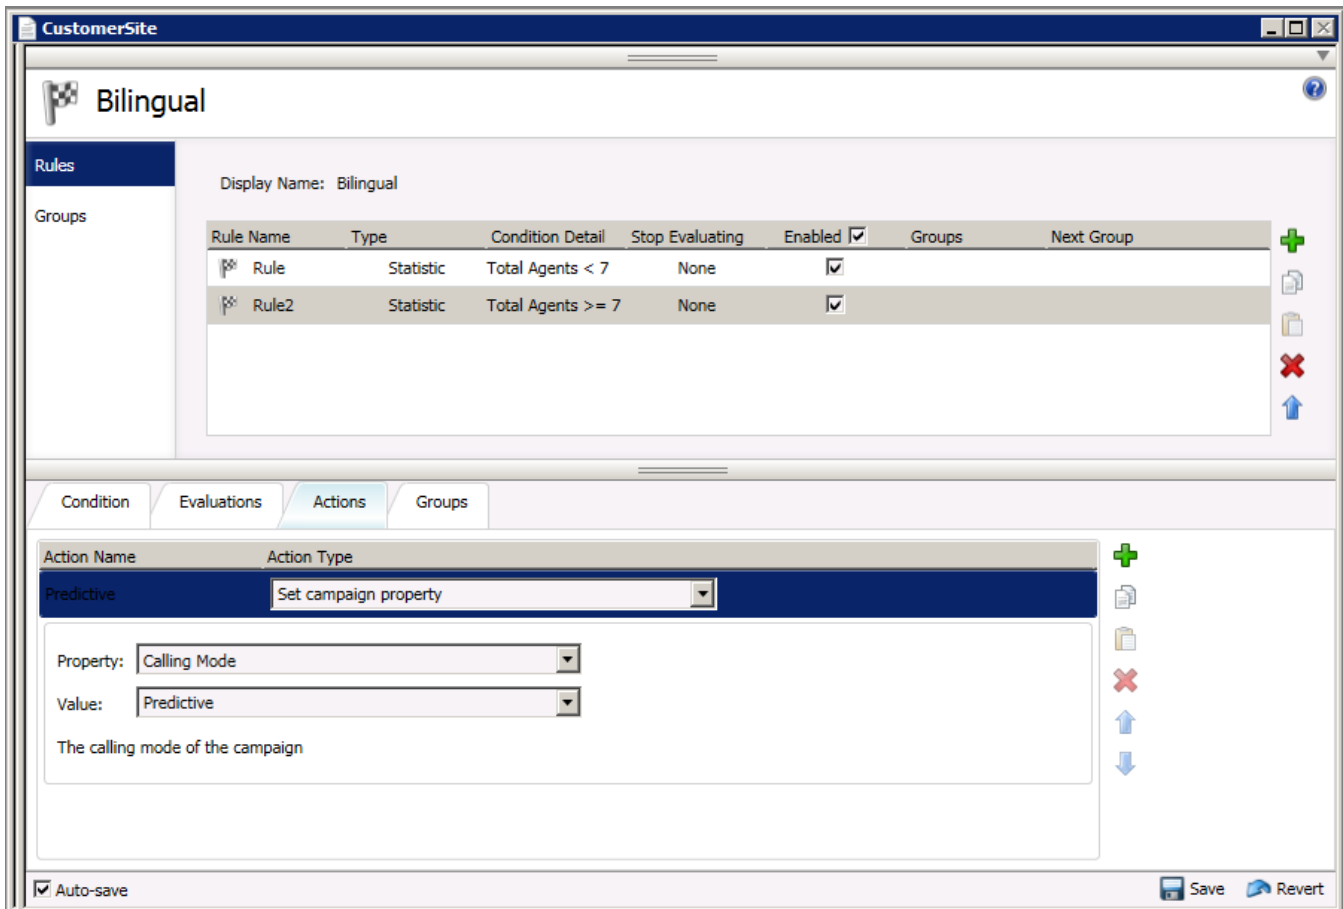 CustomerSite
Bilingual
Rules
Groups
Display Name: Bilingual
Rule Name Type Condition Detail Stop Evaluating Enabled Groups Next Group
Rule Statistic Total Agents < 7 None
Rule2 Statistic Total Agents >= 7 None
Condition Evaluations Actions Groups
Action Name Action Type
Predictive Set campaign property
Property: Calling Mode
Value: Predictive
The calling mode of the campaign
Auto-save Save Revert